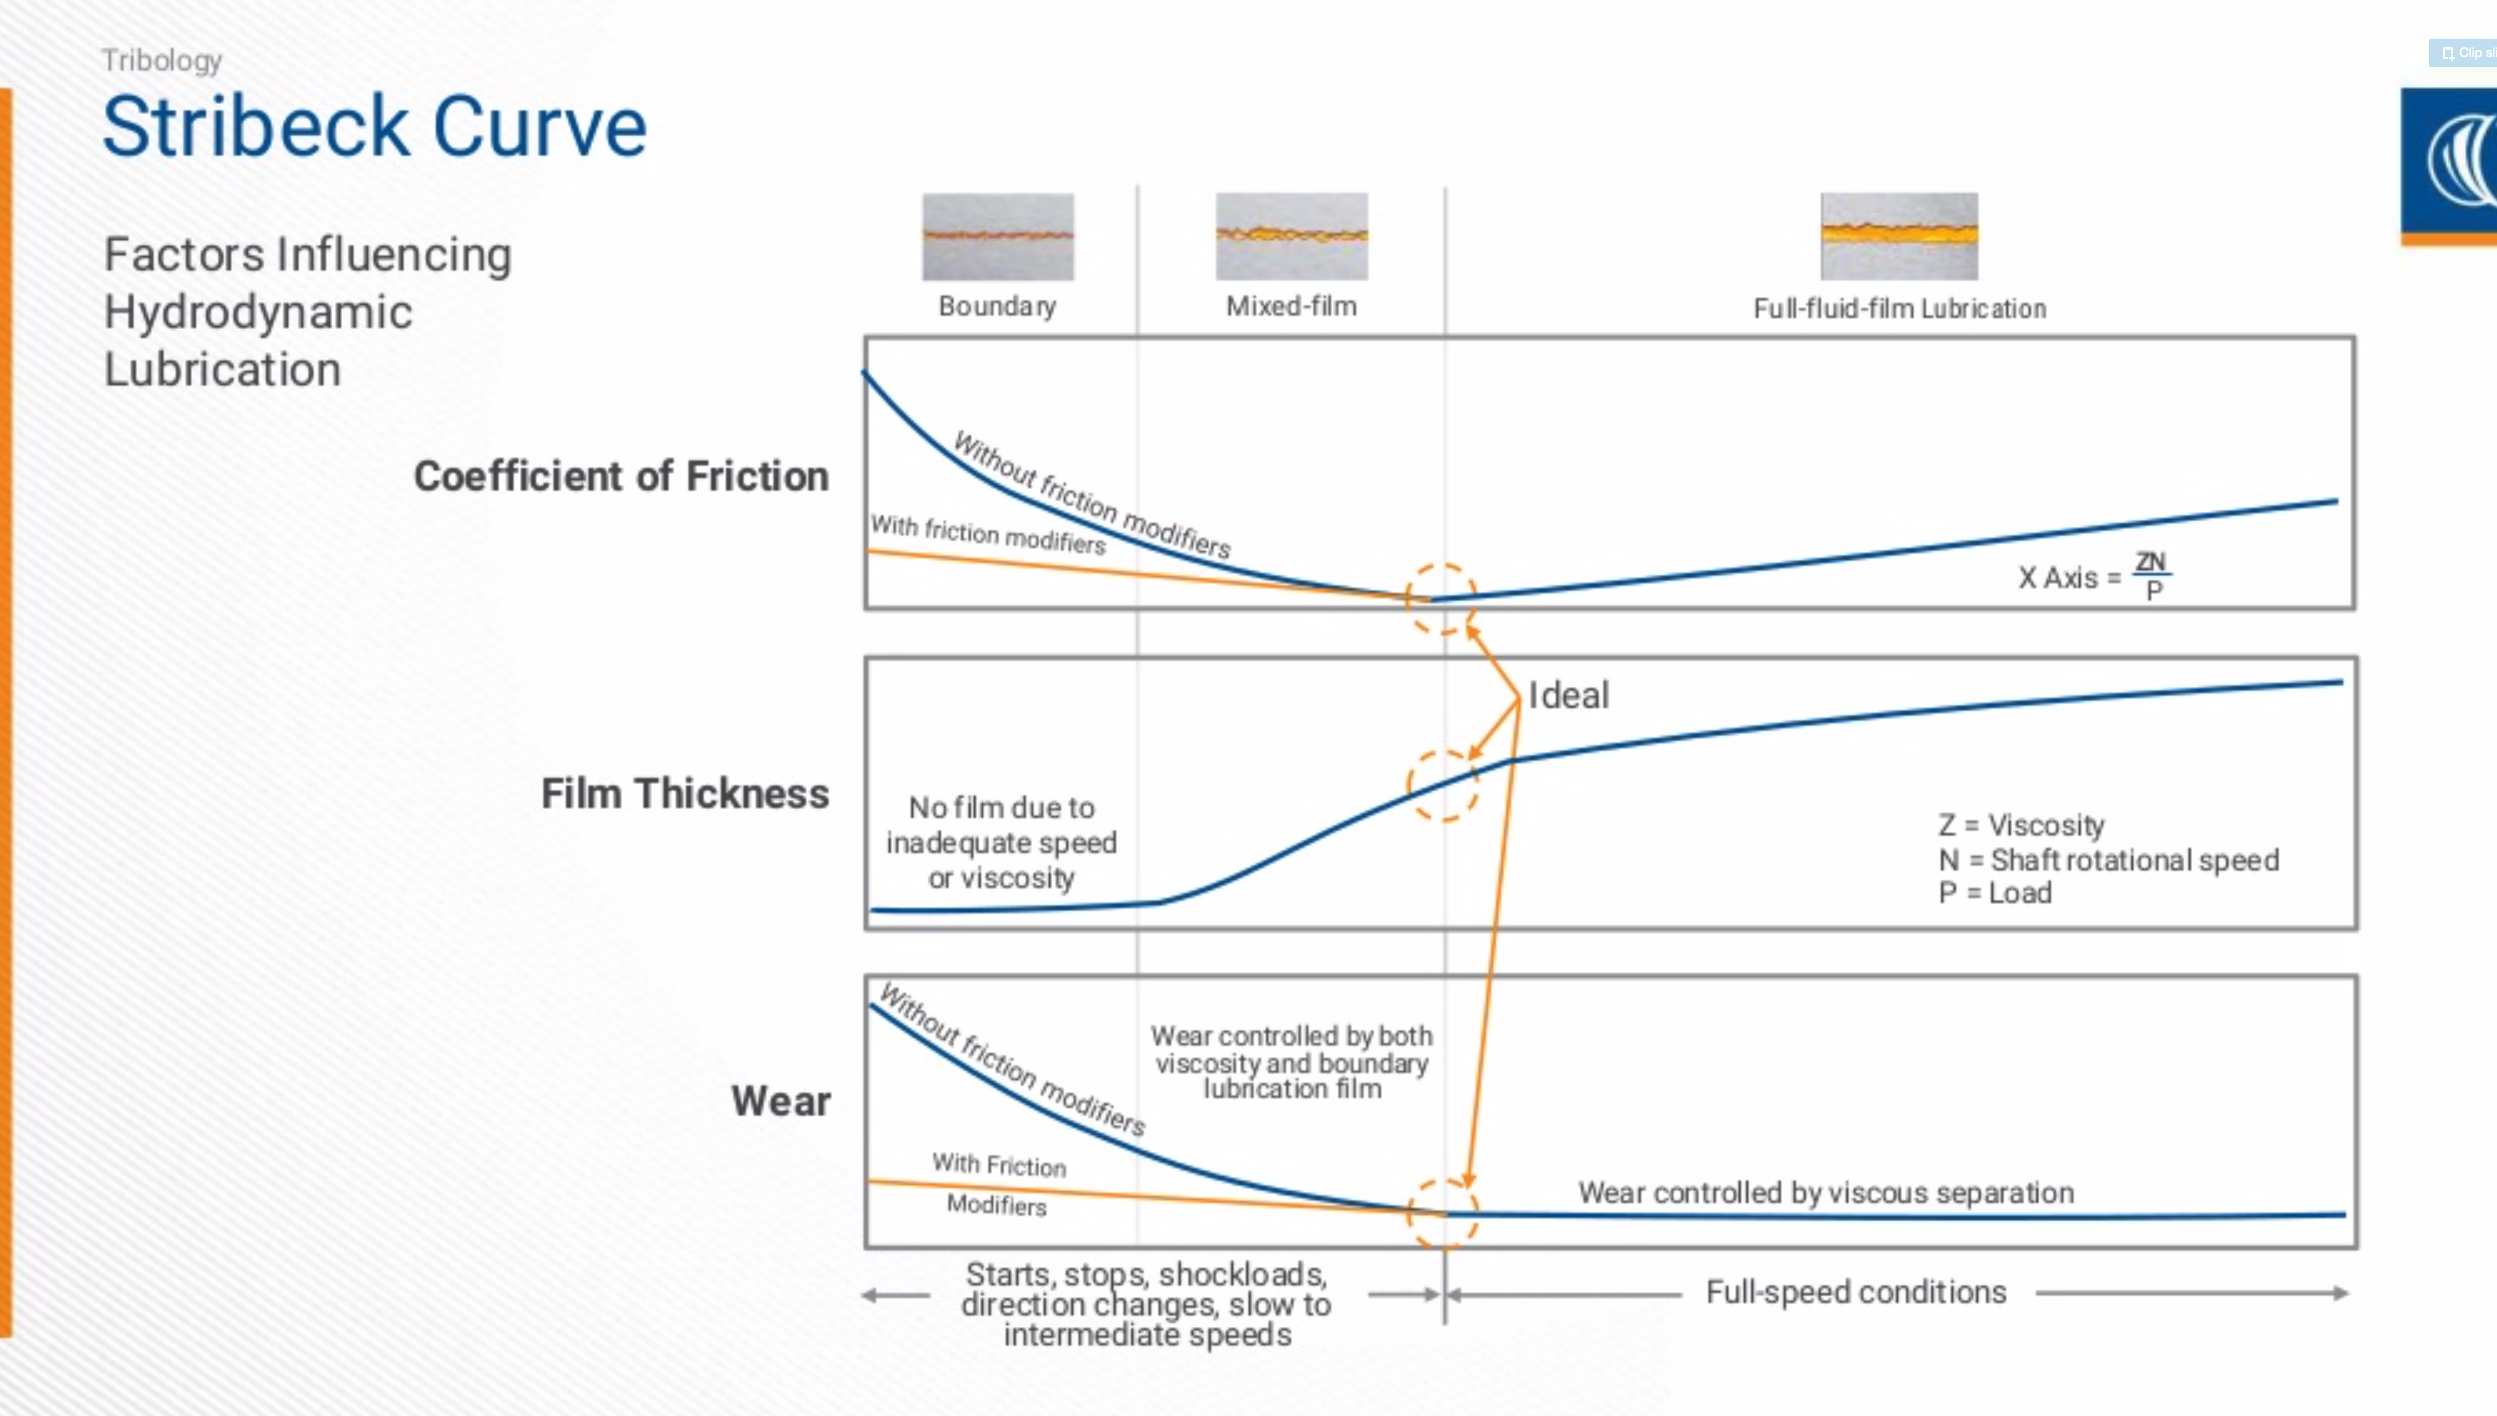 Tribology
Stribeck Curve
Clip sli
Factors Influencing
Hydrodynamic
Lubrication
Boundary
Mixed-film
Full-fluid-film Lubrication
Coefficient of Friction
Without friction modifiers
With friction modifiers
X Axis = ZN
P
Ideal
Film Thickness
No film due to
inadequate speed
or viscosity
Z = Viscosity
N = Shaft rotational speed
P = Load
Wear
Without friction modifiers
Wear controlled by both
viscosity and boundary
lubrication film
With Friction
Modifiers
Wear controlled by viscous separation
Starts, stops, shockloads,
direction changes, slow to
intermediate speeds
Full-speed conditions